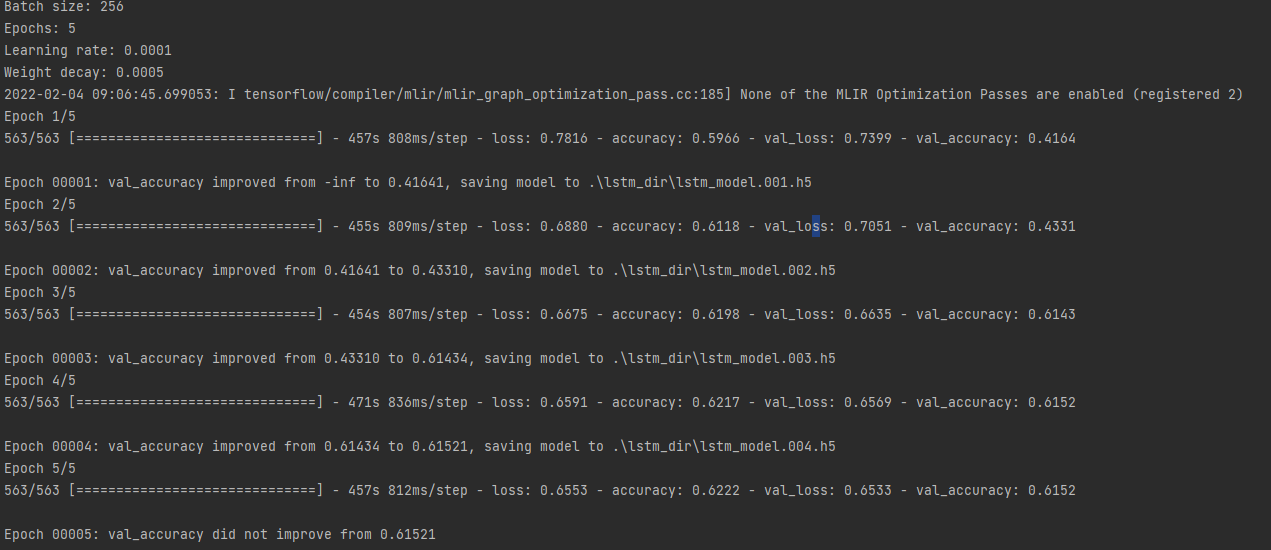 Batch size: 256
Epochs: 5
Learning rate: 0.0001
Weight decay: 0.0005
2022-02-04 09:06:45.699053: I tensorflow/compiler/mlir/mlir_graph_optimization_pass.cc:185] None of the MLIR Optimization Passes are enabled (registered 2)
Epoch 1/5
563/563 [==============================] - 457s 808ms/step - loss: 0.7816 - accuracy: 0.5966 - val_loss: 0.7399 - val_accuracy: 0.4164
Epoch 00001: val_accuracy improved from -inf to 0.41641, saving model to .\lstm_dir\lstm_model.001.h5
Epoch 2/5
563/563 [==============================] - 455s 809ms/step - loss: 0.6880 - accuracy: 0.6118 - val_loss: 0.7051 - val_accuracy: 0.4331
Epoch 00002: val_accuracy improved from 0.41641 to 0.43310, saving model to .\lstm_dir\lstm_model.002.h5
Epoch 3/5
563/563 [==============================] - 454s 807ms/step - loss: 0.6675 - accuracy: 0.6198 - val_loss: 0.6635 - val_accuracy: 0.6143
Epoch 00003: val_accuracy improved from 0.43310 to 0.61434, saving model to .\lstm_dir\lstm_model.003.h5
Epoch 4/5
563/563 [==============================] - 471s 836ms/step - loss: 0.6591 - accuracy: 0.6217 - val_loss: 0.6569 - val_accuracy: 0.6152
Epoch 00004: val_accuracy improved from 0.61434 to 0.61521, saving model to .\lstm_dir\lstm_model.004.h5
Epoch 5/5
563/563 [==============================] - 457s 812ms/step - loss: 0.6553 - accuracy: 0.6222 - val_loss: 0.6533 - val_accuracy: 0.6152
Epoch 00005: val_accuracy did not improve from 0.61521